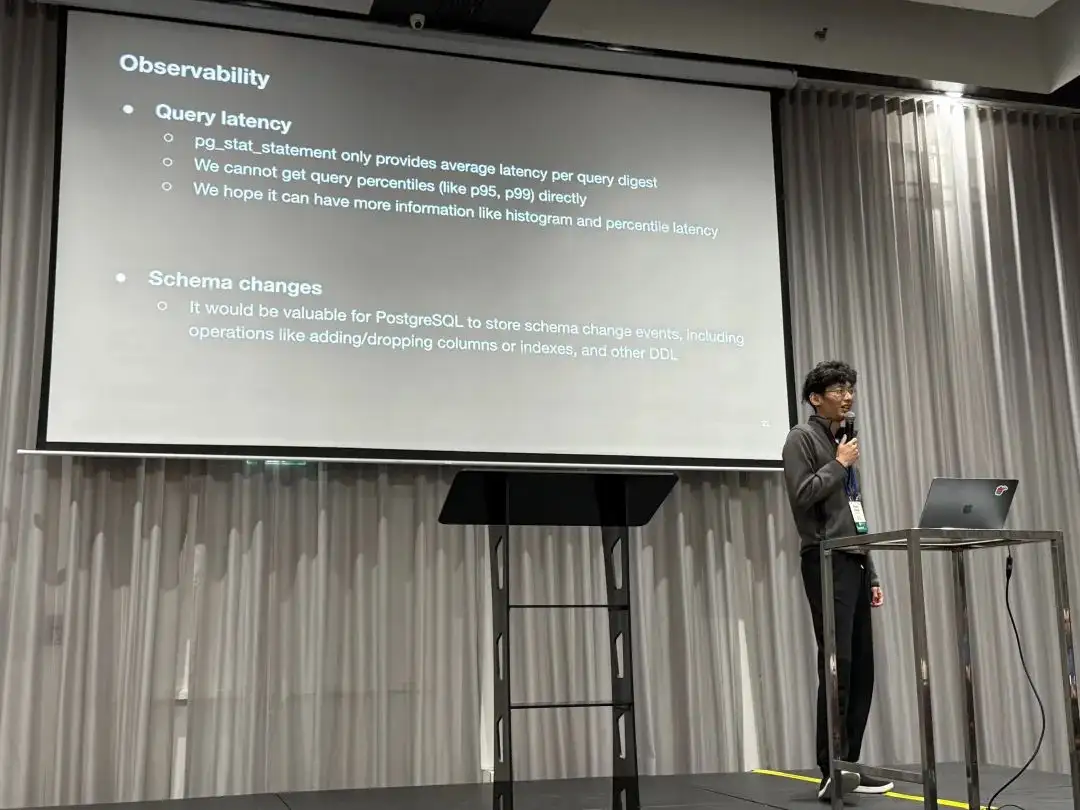 Observability
● Query latency
○ pg_stat_statement only provides average latency per query digest
○ We cannot get query percentiles (like p95, p99) directly
○ We hope it can have more information like histogram and percentile latency
● Schema changes
○ It would be valuable for PostgreSQL to store schema change events, including
operations like adding/dropping columns or indexes, and other DDL